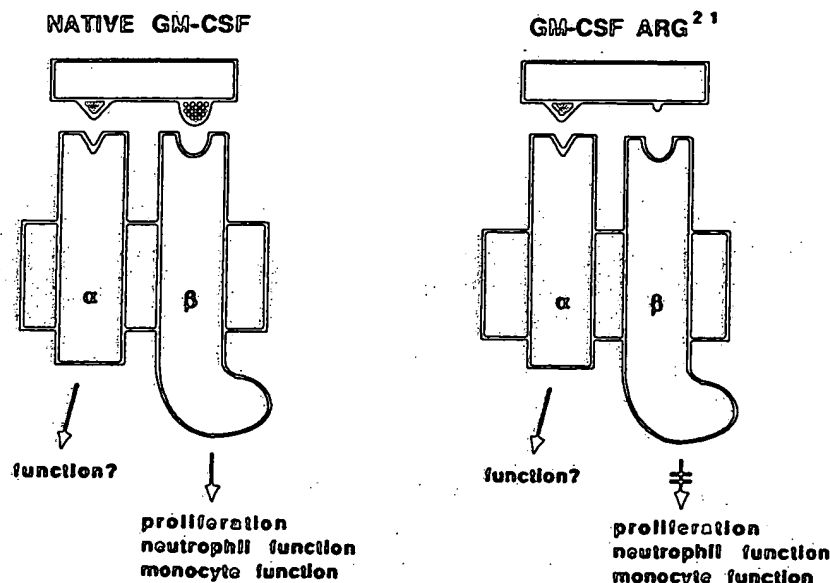 NATIVE GM-CSF
α
β
function?
proliferation
neutrophil function
monocyte function
GM-CSF ARG²¹
α
β
function?
proliferation
neutrophil function
monocyte function